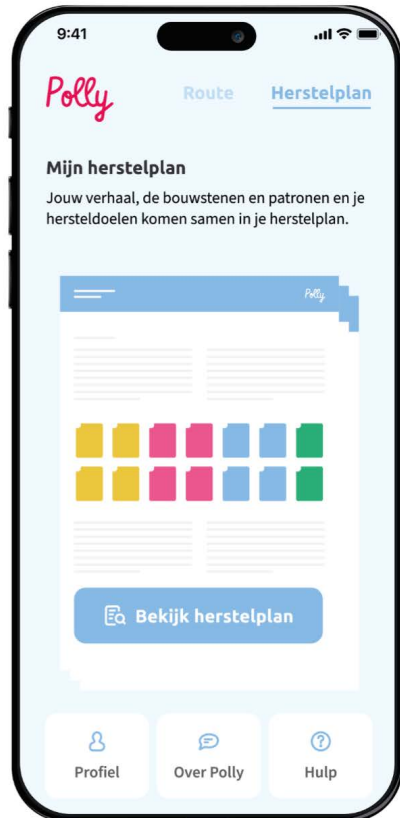 9:41
Polly
Route
Herstelplan
Mijn herstelplan
Jouw verhaal, de bouwstenen en patronen en je
hersteldoelen komen samen in je herstelplan.
Polly
Bekijk herstelplan
Profiel
Over Polly
Hulp